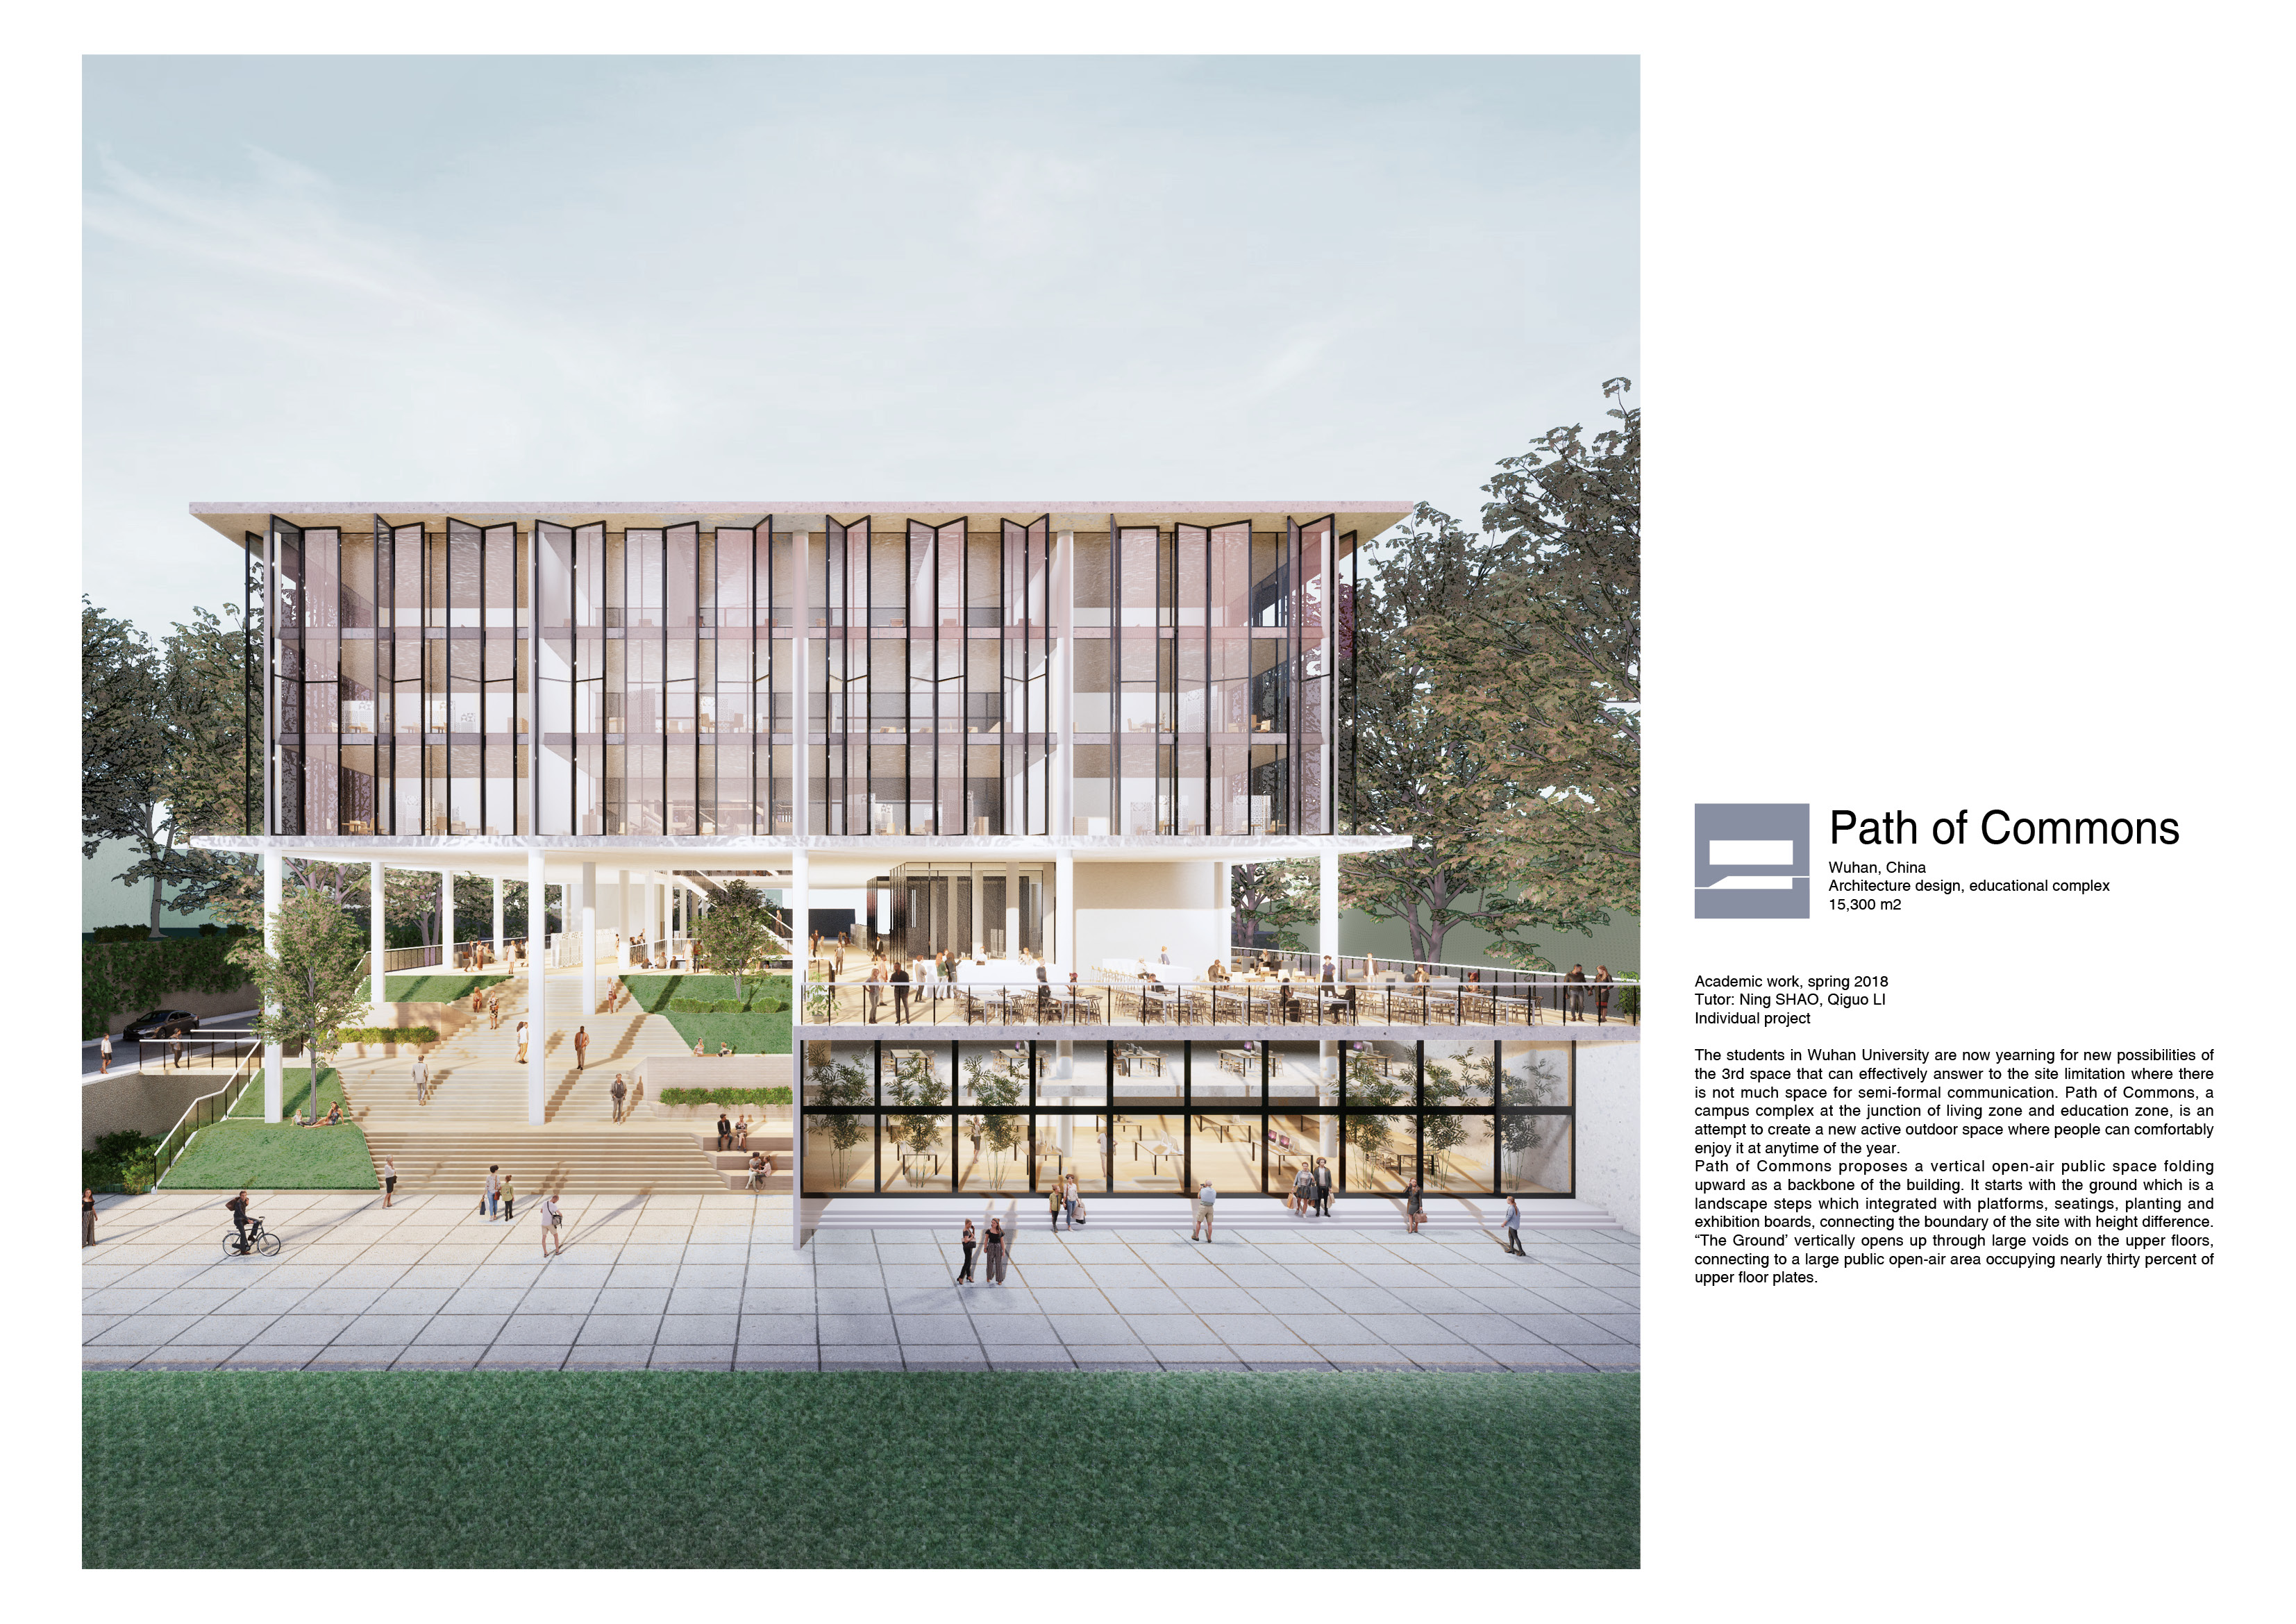 Path of Commons
Wuhan, China
Architecture design, educational complex
15,300 m2
Academic work, spring 2018
Tutor: Ning SHAO, Qiguo LI
Individual project
The students in Wuhan University are now yearning for new possibilities of
the 3rd space that can effectively answer to the site limitation where there
is not much space for semi-formal communication. Path of Commons, a
campus complex at the junction of living zone and education zone, is an
attempt to create a new active outdoor space where people can comfortably
enjoy it at anytime of the year.
Path of Commons proposes a vertical open-air public space folding
upward as a backbone of the building. It starts with the ground which is a
landscape steps which integrated with platforms, seatings, planting and
exhibition boards, connecting the boundary of the site with height difference.
“The Ground’ vertically opens up through large voids on the upper floors,
connecting to a large public open-air area occupying nearly thirty percent of
upper floor plates.